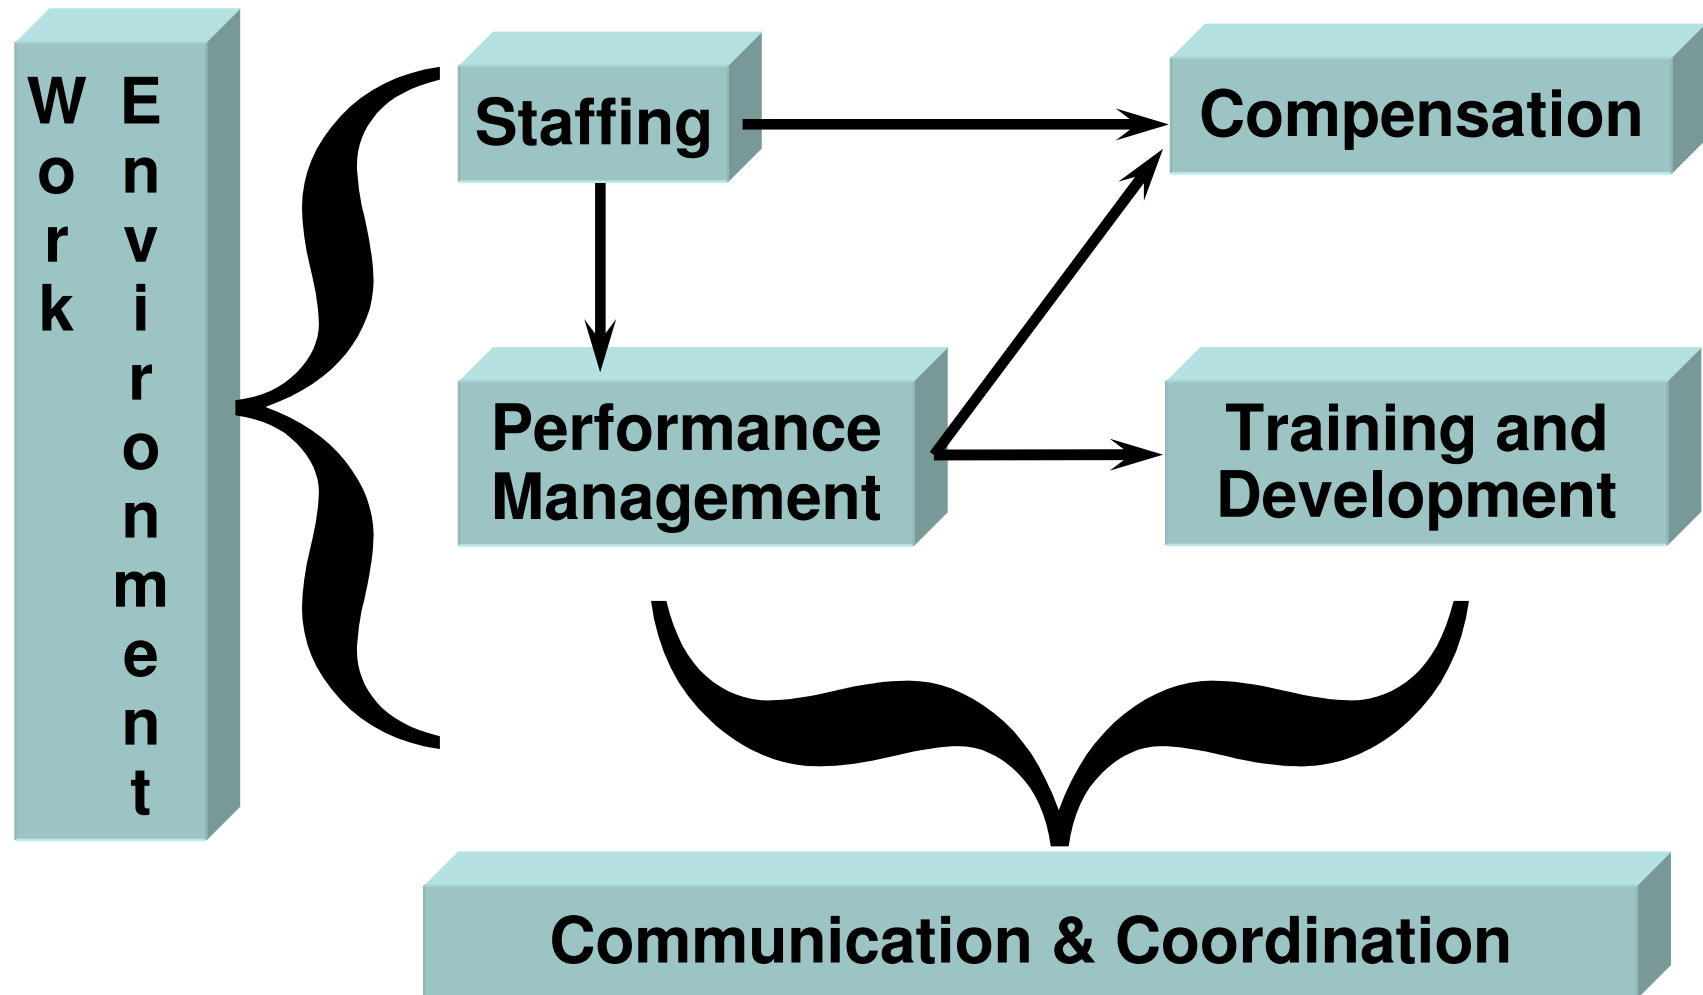 Work
Environment
Staffing
Compensation
Performance
Management
Training and
Development
Communication & Coordination